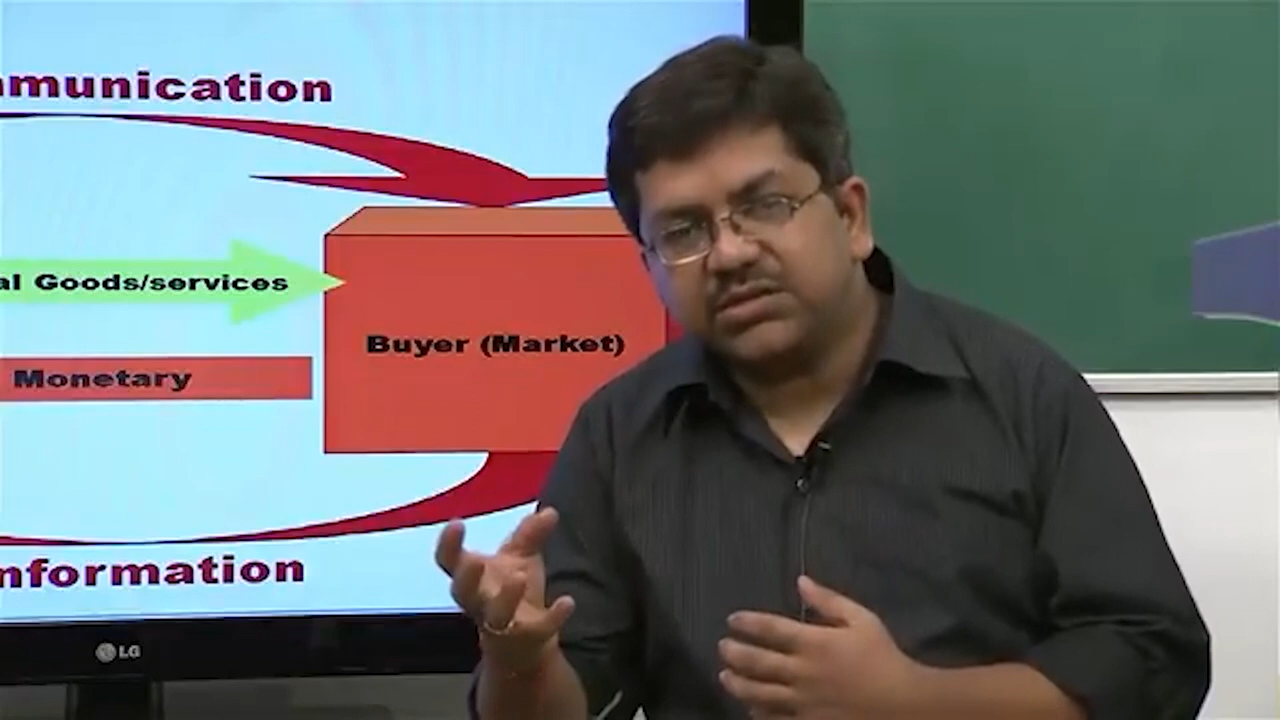 mmunication
al Goods/services
Buyer (Market)
Monetary
nformation
LG